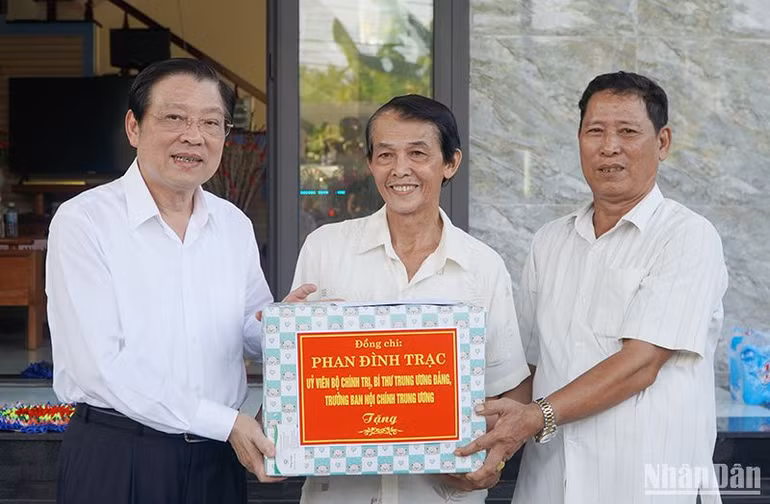 Đồng chí:
PHAN ĐÌNH TRẠC
UỶ VIÊN BỘ CHÍNH TRỊ, BÍ THƯ TRUNG ƯƠNG ĐẢNG,
TRƯỞNG BAN NỘI CHÍNH TRUNG ƯƠNG
Tặng
NhânDân